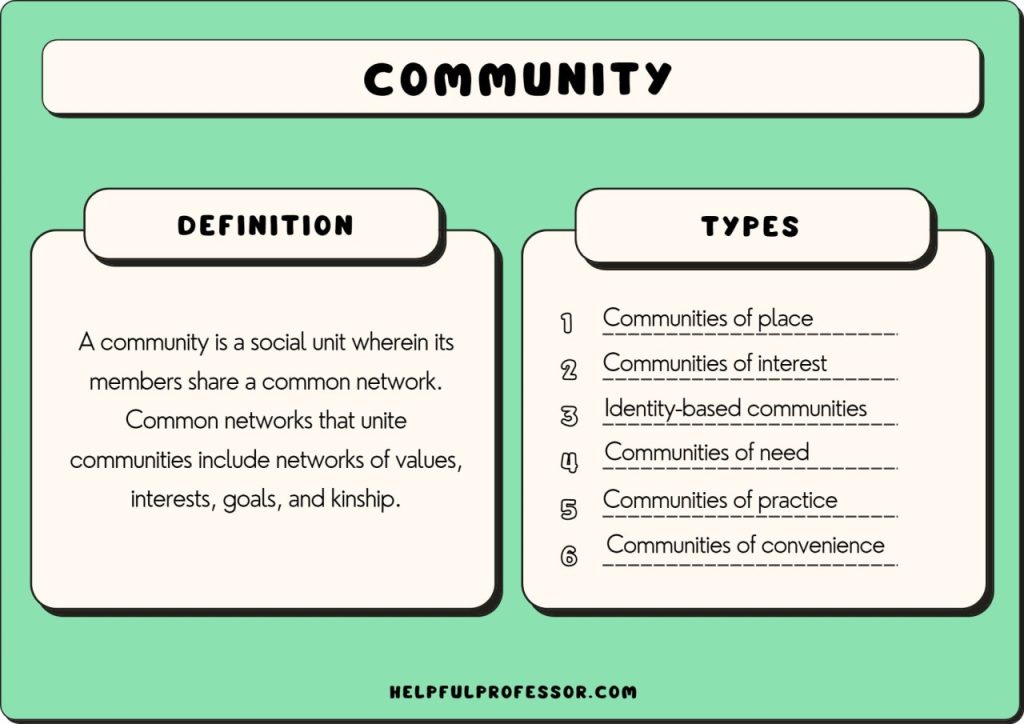 COMMUNITY
DEFINITION
A community is a social unit wherein its
members share a common network.
Common networks that unite
communities include networks of values,
interests, goals, and kinship.
TYPES
1 Communities of place
2 Communities of interest
3 Identity-based communities
4 Communities of need
5 Communities of practice
6 Communities of convenience
HELPFULPROFESSOR.COM